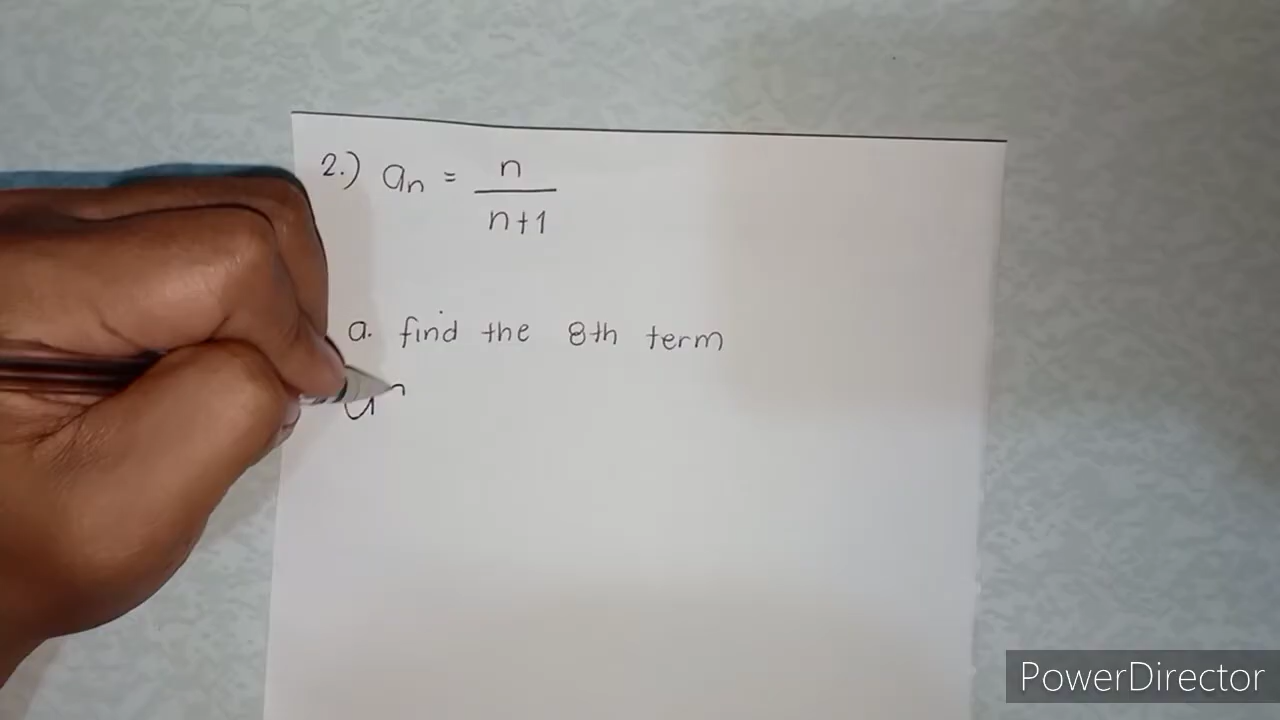 2.) an = n
n+1
a. find the 8th term
a
PowerDirector